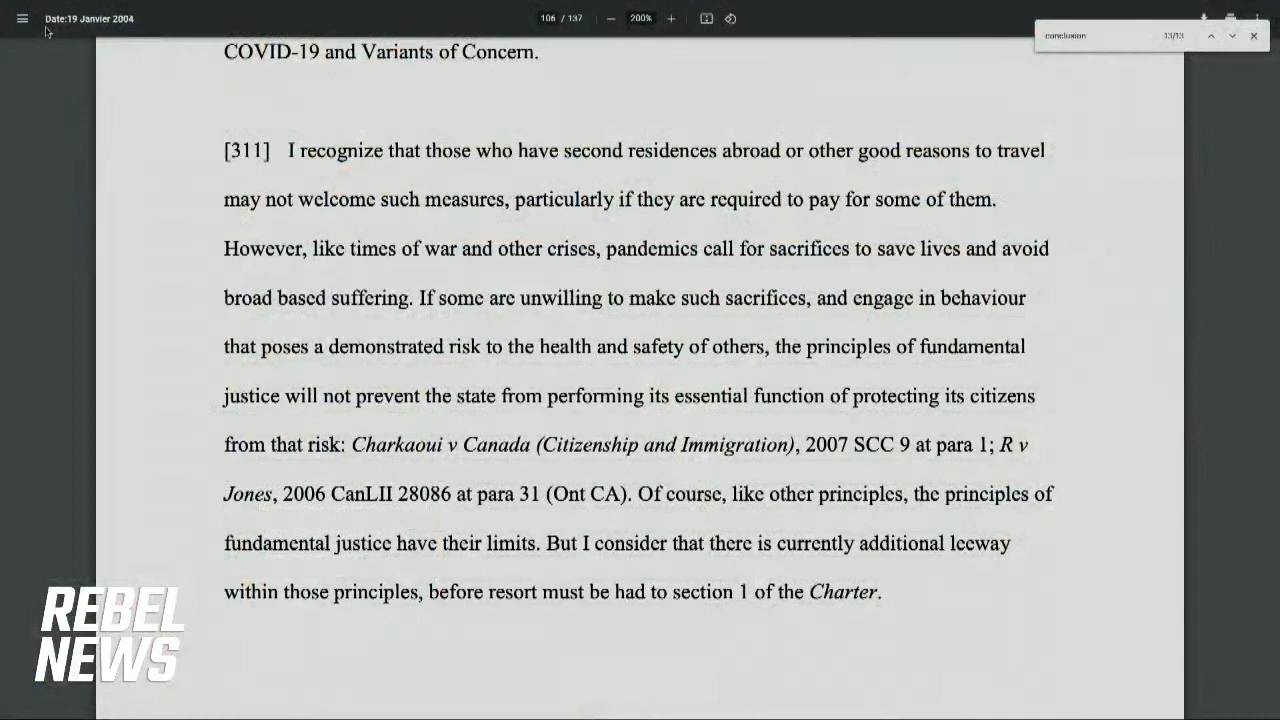 Date:19 Janvier 2004
106 / 137
200%
conclusion
13/13
COVID-19 and Variants of Concern.
[311] I recognize that those who have second residences abroad or other good reasons to travel
may not welcome such measures, particularly if they are required to pay for some of them.
However, like times of war and other crises, pandemics call for sacrifices to save lives and avoid
broad based suffering. If some are unwilling to make such sacrifices, and engage in behaviour
that poses a demonstrated risk to the health and safety of others, the principles of fundamental
justice will not prevent the state from performing its essential function of protecting its citizens
from that risk: Charkaoui v Canada (Citizenship and Immigration), 2007 SCC 9 at para 1; R v
Jones, 2006 CanLII 28086 at para 31 (Ont CA). Of course, like other principles, the principles of
fundamental justice have their limits. But I consider that there is currently additional leeway
within those principles, before resort must be had to section 1 of the Charter.
REBEL
NEWS